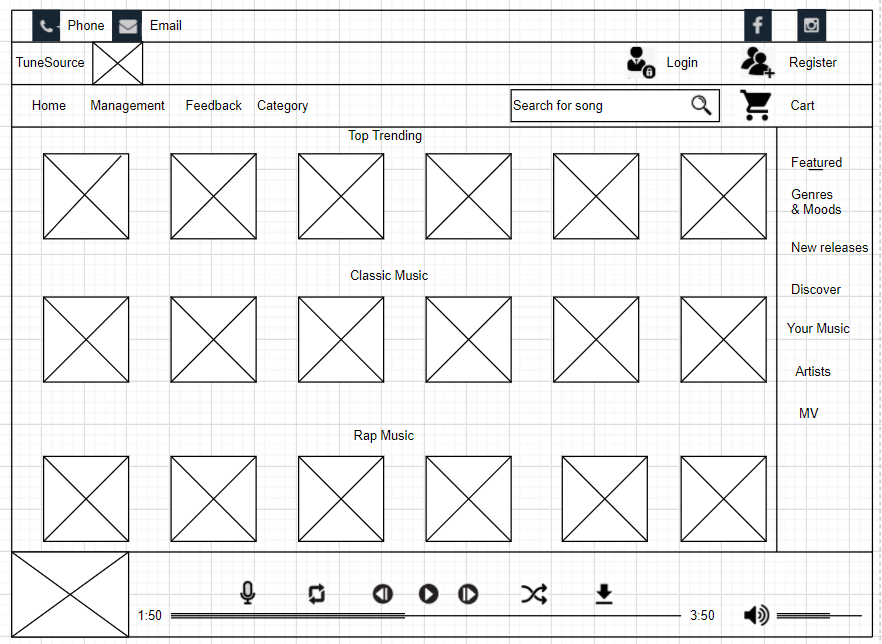 Phone
Email
TuneSource
Login
Register
Home
Management
Feedback
Category
Search for song
Cart
Top Trending
Featured
Genres
& Moods
New releases
Classic Music
Discover
Your Music
Artists
MV
Rap Music
1:50
3:50